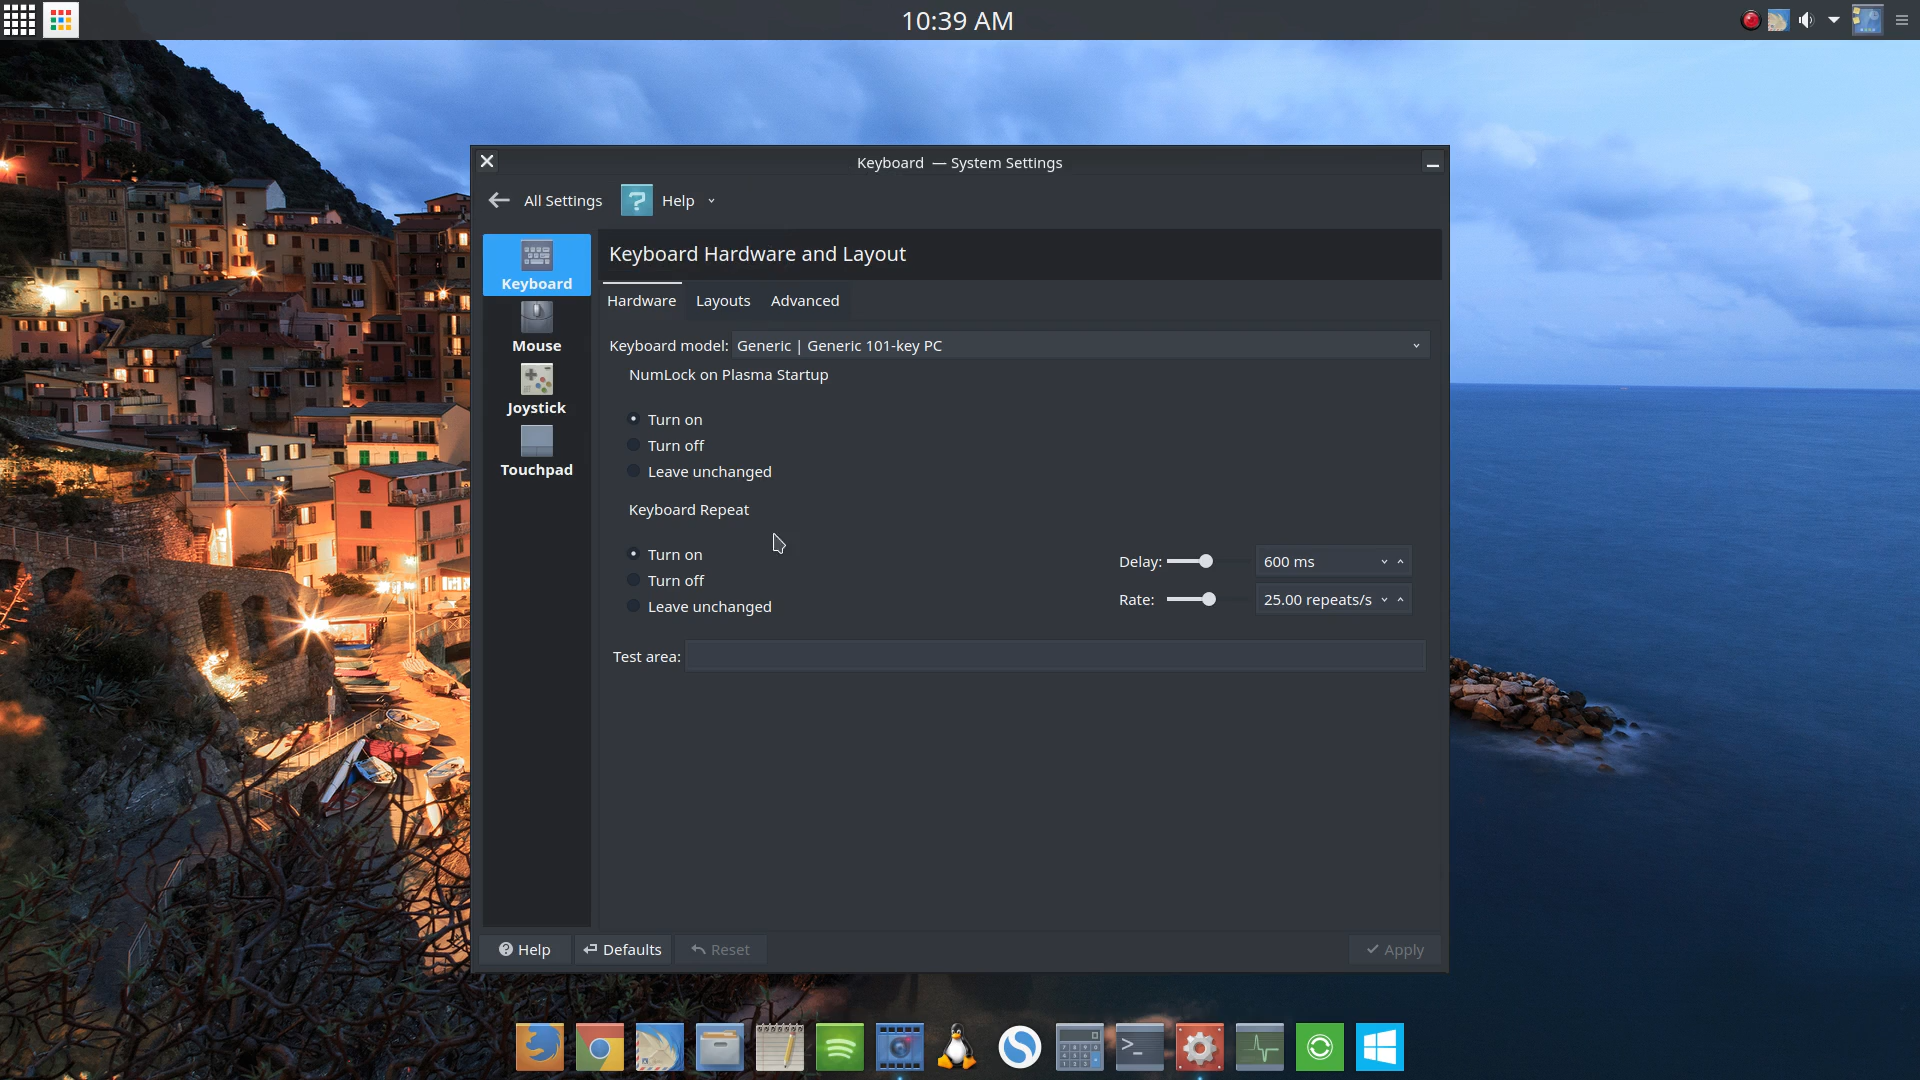 10:39 AM
Keyboard — System Settings
All Settings
Help
Keyboard
Mouse
Joystick
Touchpad
Keyboard Hardware and Layout
Hardware Layouts Advanced
Keyboard model: Generic | Generic 101-key PC
NumLock on Plasma Startup
Turn on
Turn off
Leave unchanged
Keyboard Repeat
Turn on
Turn off
Leave unchanged
Delay: 600 ms
Rate: 25.00 repeats/s
Test area:
Help Defaults Reset Apply